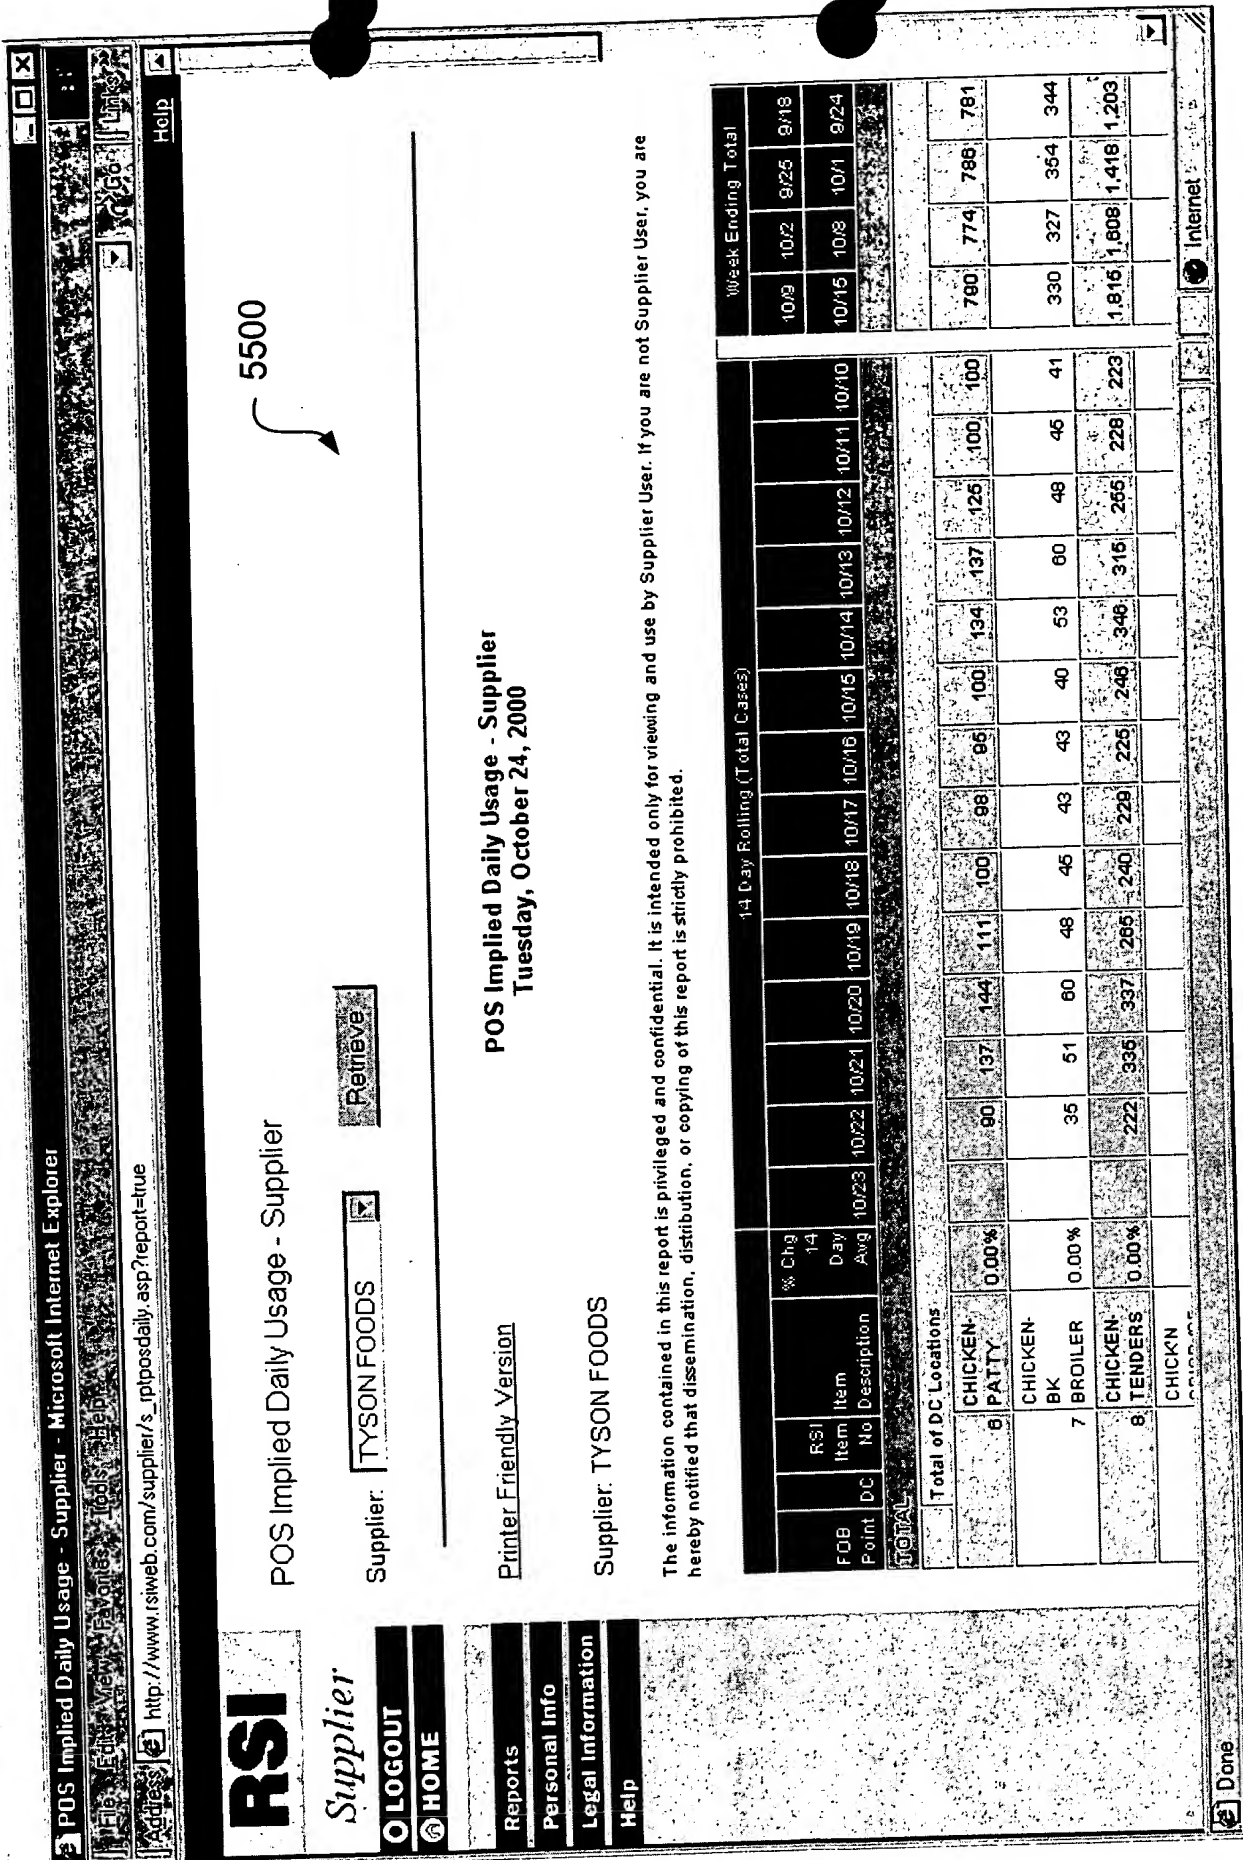 POS Implied Daily Usage - Supplier - Microsoft Internet Explorer
File Edit View Favorites Tools Help
Address http://www.rsiweb.com/supplier/s_rptposdaily.asp?report=true Go Links >>
Help
RSI
Supplier
LOGOUT
HOME
Reports
Personal Info
Legal Information
Help
POS Implied Daily Usage - Supplier
5500
Supplier: TYSON FOODS Retrieve
Printer Friendly Version
POS Implied Daily Usage - Supplier
Tuesday, October 24, 2000
Supplier: TYSON FOODS
The information contained in this report is privileged and confidential. It is intended only for viewing and use by Supplier User. If you are not Supplier User, you are
hereby notified that dissemination, distribution, or copying of this report is strictly prohibited.
14 Day Rolling (Total Cases) Week Ending Total
% Chg 10/9 10/2 9/25 9/18
RSI 14
FOB Item Item Day 10/15 10/8 10/1 9/24
Point DC No Description Avg 10/23 10/22 10/21 10/20 10/19 10/18 10/17 10/16 10/15 10/14 10/13 10/12 10/11 10/10
TOTAL
Total of DC Locations
CHICKEN-
6 PATTY 0.00% 90 137 144 111 100 98 95 100 134 137 125 100 100 790 774 786 781
CHICKEN-
BK
7 BROILER 0.00% 35 51 60 48 45 43 43 40 53 60 48 45 41 330 327 354 344
CHICKEN-
8 TENDERS 0.00% 222 335 337 265 240 229 225 246 346 315 265 228 223 1,815 1,608 1,418 1,203
CHICK'N
Done Internet